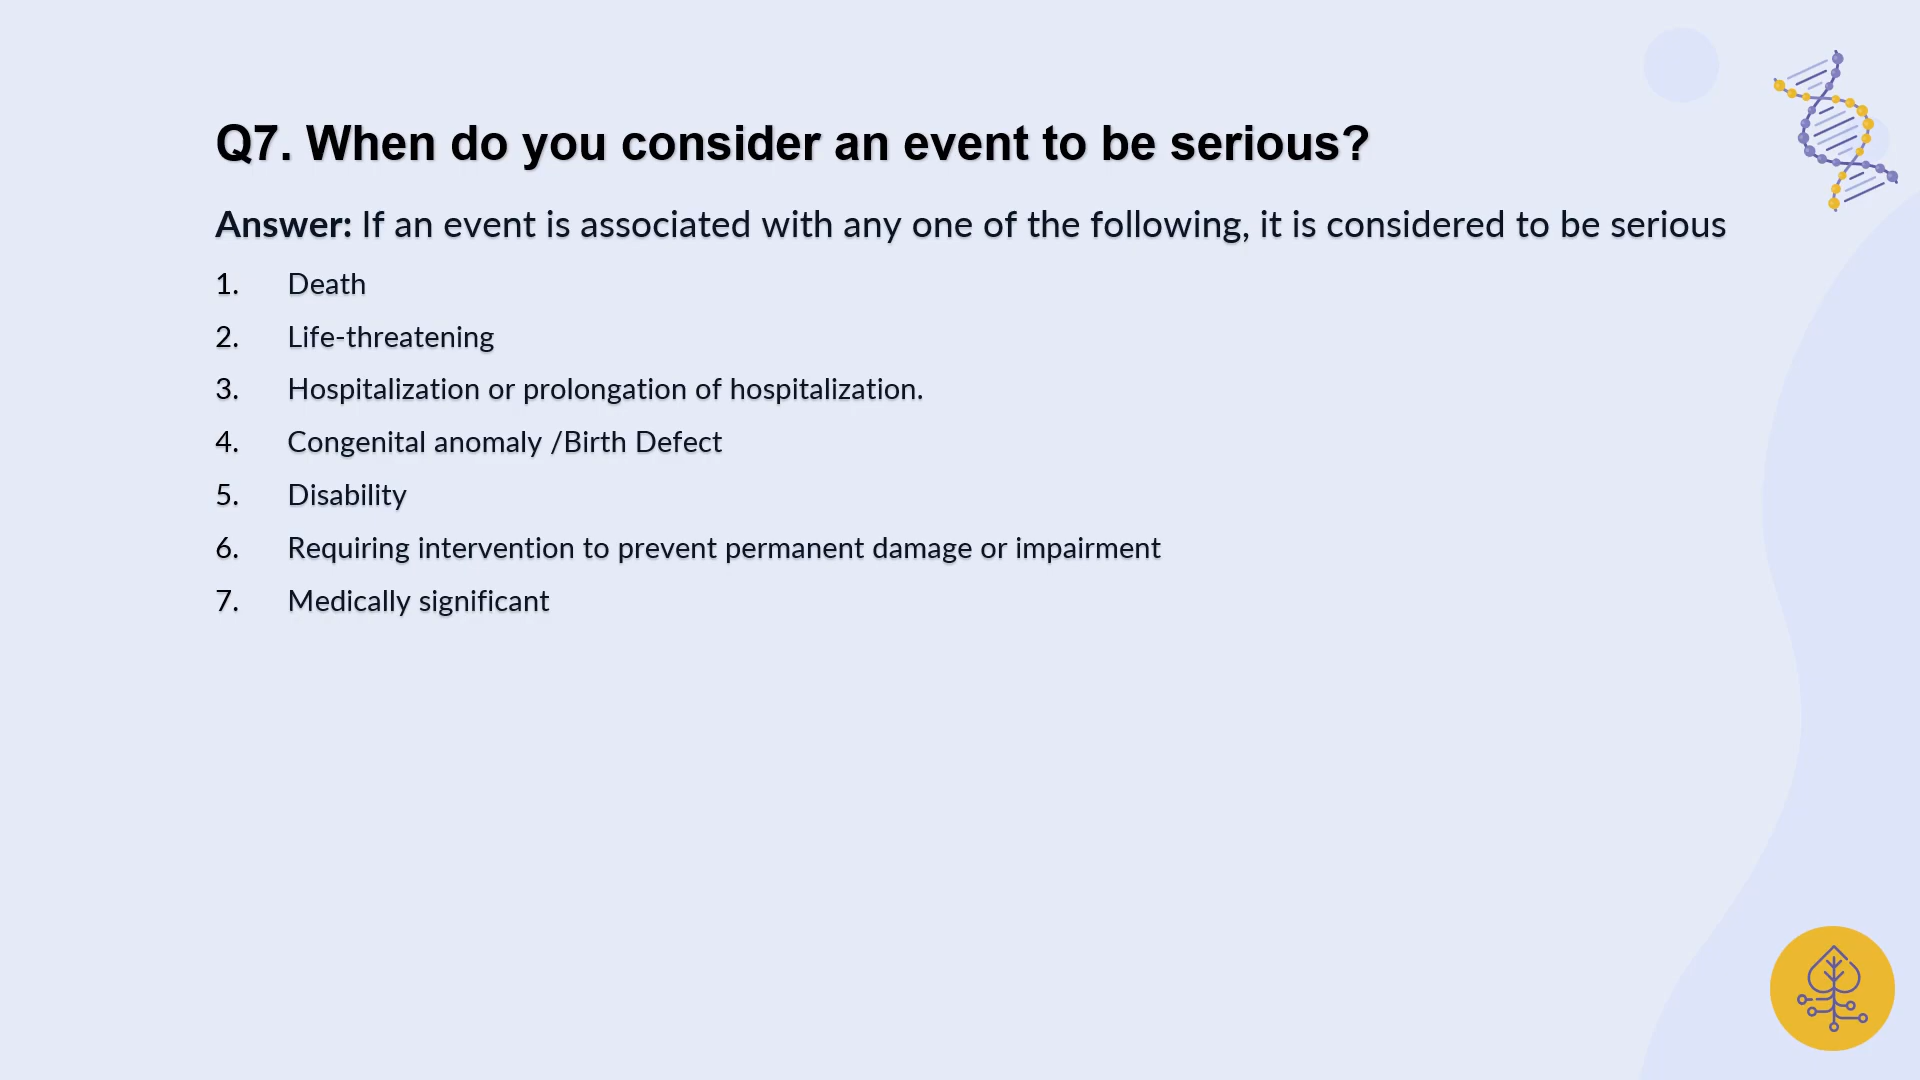 Q7. When do you consider an event to be serious?
Answer: If an event is associated with any one of the following, it is considered to be serious
1. Death
2. Life-threatening
3. Hospitalization or prolongation of hospitalization.
4. Congenital anomaly /Birth Defect
5. Disability
6. Requiring intervention to prevent permanent damage or impairment
7. Medically significant